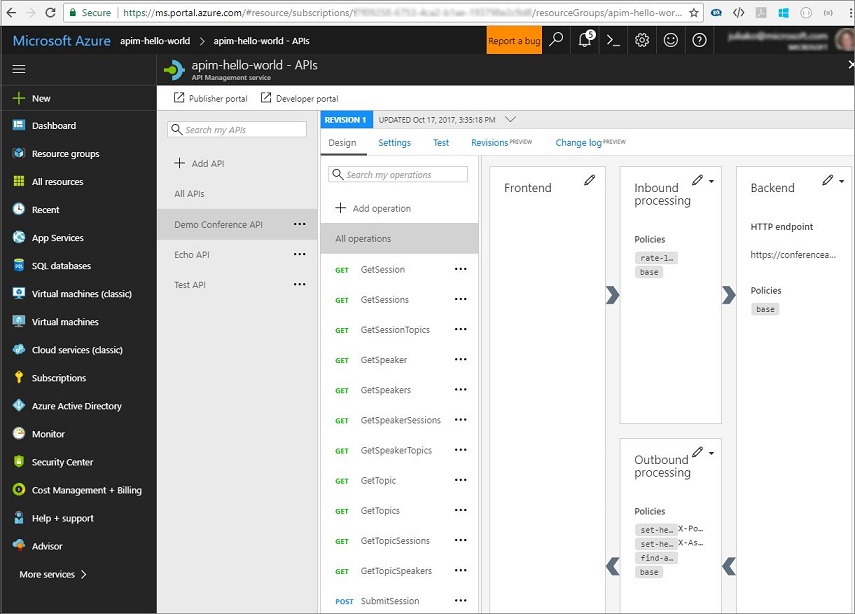 Secure https://ms.portal.azure.com/#resource/subscriptions/ /resourceGroups/apim-hello-wor...
Microsoft Azure apim-hello-world > apim-hello-world - APIs
Report a bug
5
apim-hello-world - APIs
API Management service
New
Dashboard
Resource groups
All resources
Recent
App Services
SQL databases
Virtual machines (classic)
Virtual machines
Cloud services (classic)
Subscriptions
Azure Active Directory
Monitor
Security Center
Cost Management + Billing
Help + support
Advisor
More services >
Publisher portal Developer portal
Search my APIs
Add API
All APIs
Demo Conference API
Echo API
Test API
REVISION 1 UPDATED Oct 17, 2017, 3:35:18 PM
Design Settings Test Revisions PREVIEW Change log PREVIEW
Search my operations
Add operation
All operations
GET GetSession
GET GetSessions
GET GetSessionTopics
GET GetSpeaker
GET GetSpeakers
GET GetSpeakerSessions
GET GetSpeakerTopics
GET GetTopic
GET GetTopics
GET GetTopicSessions
GET GetTopicSpeakers
POST SubmitSession
Frontend
Inbound
processing
Policies
rate-l...
base
Backend
HTTP endpoint
https://conferencea...
Policies
base
Outbound
processing
Policies
set-he... X-Po...
set-he... X-As...
find-a...
base